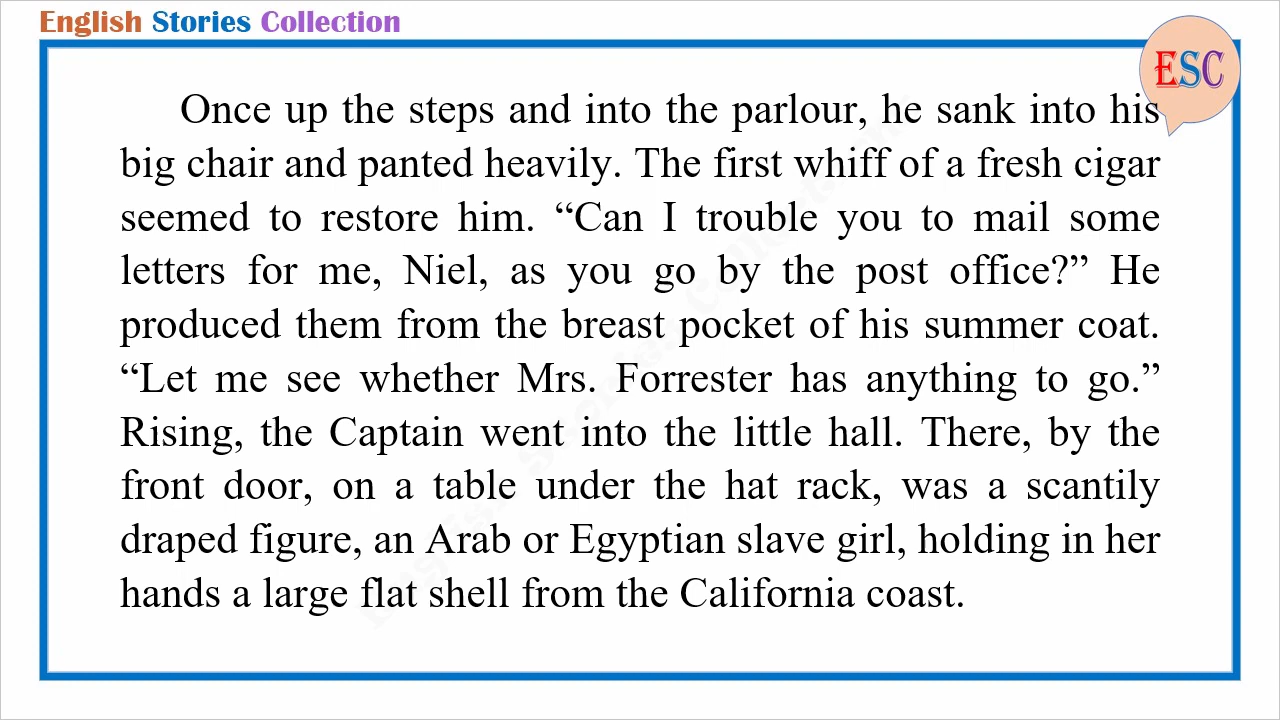 English Stories Collection
ESC
Once up the steps and into the parlour, he sank into his
big chair and panted heavily. The first whiff of a fresh cigar
seemed to restore him. “Can I trouble you to mail some
letters for me, Niel, as you go by the post office?” He
produced them from the breast pocket of his summer coat.
“Let me see whether Mrs. Forrester has anything to go.”
Rising, the Captain went into the little hall. There, by the
front door, on a table under the hat rack, was a scantily
draped figure, an Arab or Egyptian slave girl, holding in her
hands a large flat shell from the California coast.
English Stories Collection